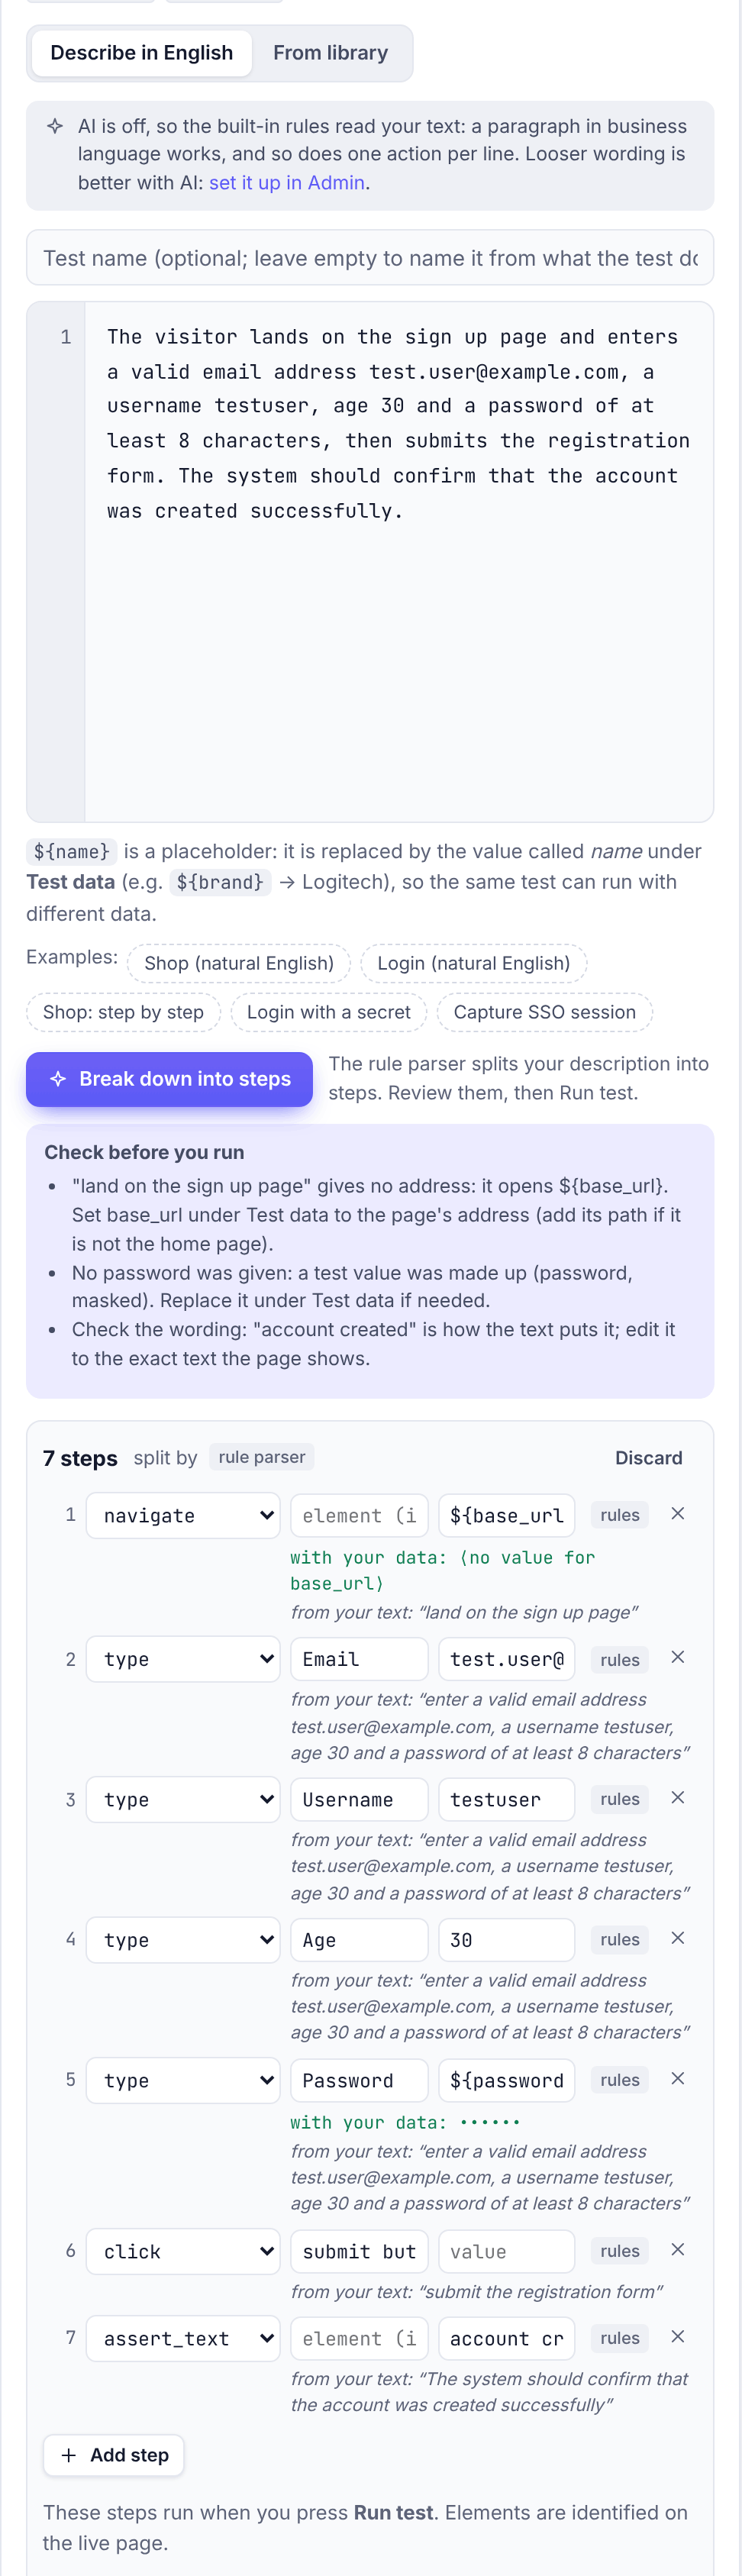 Describe in English
From library
AI is off, so the built-in rules read your text: a paragraph in business
language works, and so does one action per line. Looser wording is
better with AI: set it up in Admin.
Test name (optional; leave empty to name it from what the test do
1
The visitor lands on the sign up page and enters
a valid email address test.user@example.com, a
username testuser, age 30 and a password of at
least 8 characters, then submits the registration
form. The system should confirm that the account
was created successfully.
${name} is a placeholder: it is replaced by the value called name under
Test data (e.g. ${brand} → Logitech), so the same test can run with
different data.
Examples: Shop (natural English) Login (natural English)
Shop: step by step Login with a secret Capture SSO session
Break down into steps
The rule parser splits your description into
steps. Review them, then Run test.
Check before you run
• "land on the sign up page" gives no address: it opens ${base_url}.
Set base_url under Test data to the page's address (add its path if it
is not the home page).
• No password was given: a test value was made up (password,
masked). Replace it under Test data if needed.
• Check the wording: "account created" is how the text puts it; edit it
to the exact text the page shows.
7 steps split by rule parser Discard
1 navigate element (i ${base_url rules ×
with your data: ⟨no value for
base_url⟩
from your text: “land on the sign up page”
2 type Email test.user@ rules ×
from your text: “enter a valid email address
test.user@example.com, a username testuser,
age 30 and a password of at least 8 characters”
3 type Username testuser rules ×
from your text: “enter a valid email address
test.user@example.com, a username testuser,
age 30 and a password of at least 8 characters”
4 type Age 30 rules ×
from your text: “enter a valid email address
test.user@example.com, a username testuser,
age 30 and a password of at least 8 characters”
5 type Password ${password rules ×
with your data: ••••••
from your text: “enter a valid email address
test.user@example.com, a username testuser,
age 30 and a password of at least 8 characters”
6 click submit but value rules ×
from your text: “submit the registration form”
7 assert_text element (i account cr rules ×
from your text: “The system should confirm that
the account was created successfully”
+ Add step
These steps run when you press Run test. Elements are identified on
the live page.